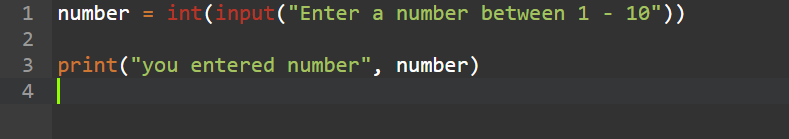 1 number = int(input("Enter a number between 1 - 10"))
2
3 print("you entered number", number)
4